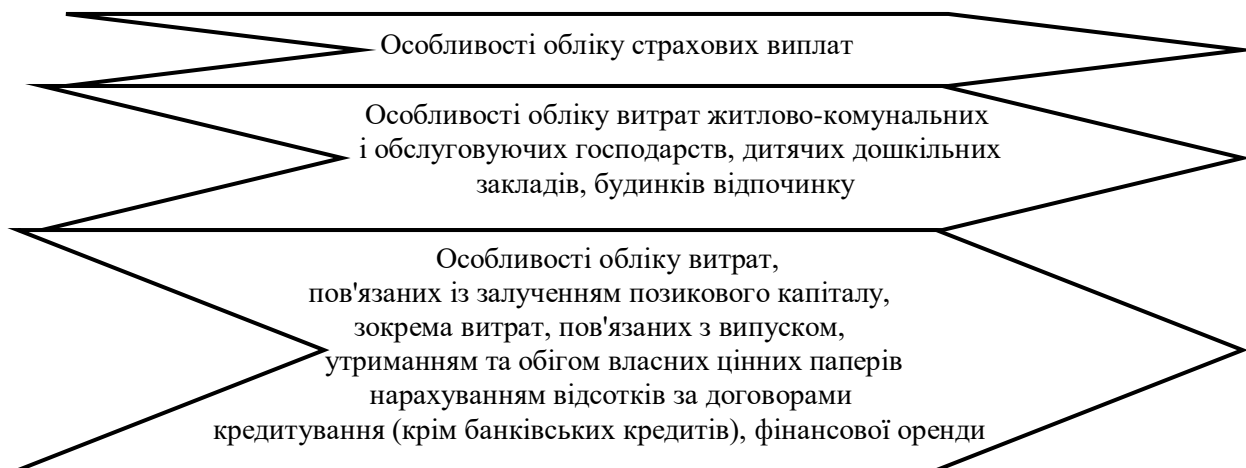 Особливості обліку страхових виплат
Особливості обліку витрат житлово-комунальних
і обслуговуючих господарств, дитячих дошкільних
закладів, будинків відпочинку
Особливості обліку витрат,
пов'язаних із залученням позикового капіталу,
зокрема витрат, пов'язаних з випуском,
утриманням та обігом власних цінних паперів
нарахуванням відсотків за договорами
кредитування (крім банківських кредитів), фінансової оренди